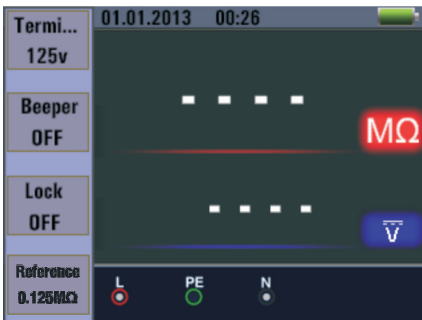 01.01.2013 00:26
Termi...
125v
Beeper
OFF
Lock
OFF
Reference
0.125MΩ
- - - -
MΩ
- - - -
V
L PE N